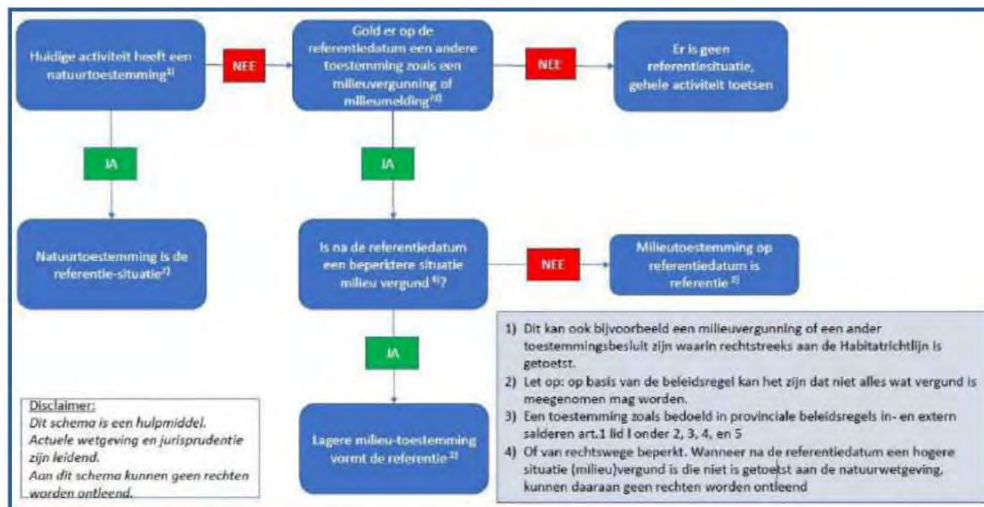 Huidige activiteit heeft een
natuurtoestemming1)
NEE
Gold er op de
referentiedatum een andere
toestemming zoals een
milieuvergunning of
milieumelding?3)
NEE
Er is geen
referentiesituatie,
gehele activiteit toetsen
JA
JA
Natuurtoestemming is de
referentie-situatie2)
Is na de referentiedatum
een beperktere situatie
milieu vergund 4)?
NEE
Milieutoestemming op
referentiedatum is
referentie 2)
JA
Lagere milieu-toestemming
vormt de referentie 2)
Disclaimer:
Dit schema is een hulpmiddel.
Actuele wetgeving en jurisprudentie
zijn leidend.
Aan dit schema kunnen geen rechten
worden ontleend.
1) Dit kan ook bijvoorbeeld een milieuvergunning of een ander
toestemmingsbesluit zijn waarin rechtstreeks aan de Habitatrichtlijn is
getoetst.
2) Let op: op basis van de beleidsregel kan het zijn dat niet alles wat vergund is
meegenomen mag worden.
3) Een toestemming zoals bedoeld in provinciale beleidsregels in- en extern
salderen art.1 lid l onder 2, 3, 4, en 5
4) Of van rechtswege beperkt. Wanneer na de referentiedatum een hogere
situatie (milieu)vergund is die niet is getoetst aan de natuurwetgeving,
kunnen daaraan geen rechten worden ontleend